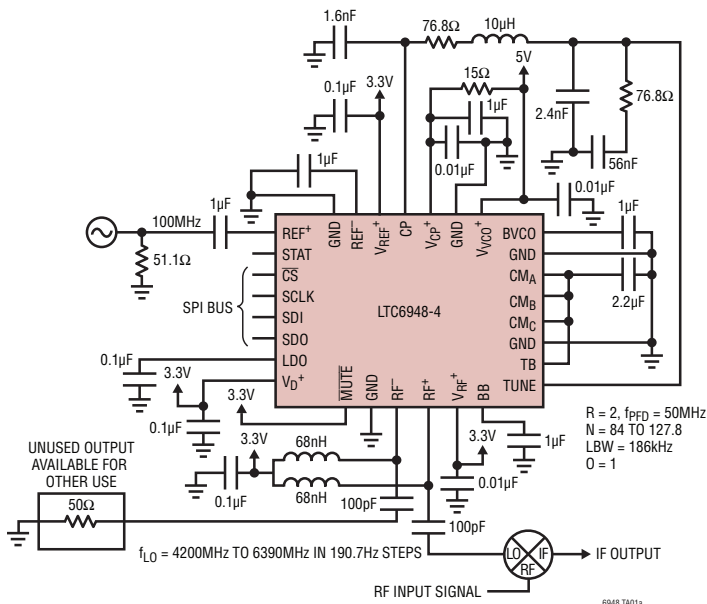 1.6nF
76.8Ω
10µH
5V
15Ω
3.3V
0.1µF
1µF
2.4nF
76.8Ω
0.01µF
56nF
1µF
0.01µF
1µF
1µF
100MHz
51.1Ω
REF+
GND
REF−
VREF+
CP
VCP+
GND
VVCO+
BVCO
STAT
GND
CS
CMA
2.2µF
SPI BUS
SCLK
LTC6948-4
CMB
SDI
CMC
SDO
GND
LDO
TB
0.1µF
VD+
MUTE
GND
RF−
RF+
VRF+
BB
TUNE
3.3V
3.3V
0.1µF
R = 2, fPFD = 50MHz
N = 84 TO 127.8
LBW = 186kHz
O = 1
3.3V
68nH
3.3V
1µF
UNUSED OUTPUT
AVAILABLE FOR
OTHER USE
0.1µF
68nH
0.01µF
50Ω
100pF
100pF
fLO = 4200MHz TO 6390MHz IN 190.7Hz STEPS
LO
IF
RF
IF OUTPUT
RF INPUT SIGNAL
6948 TA01a